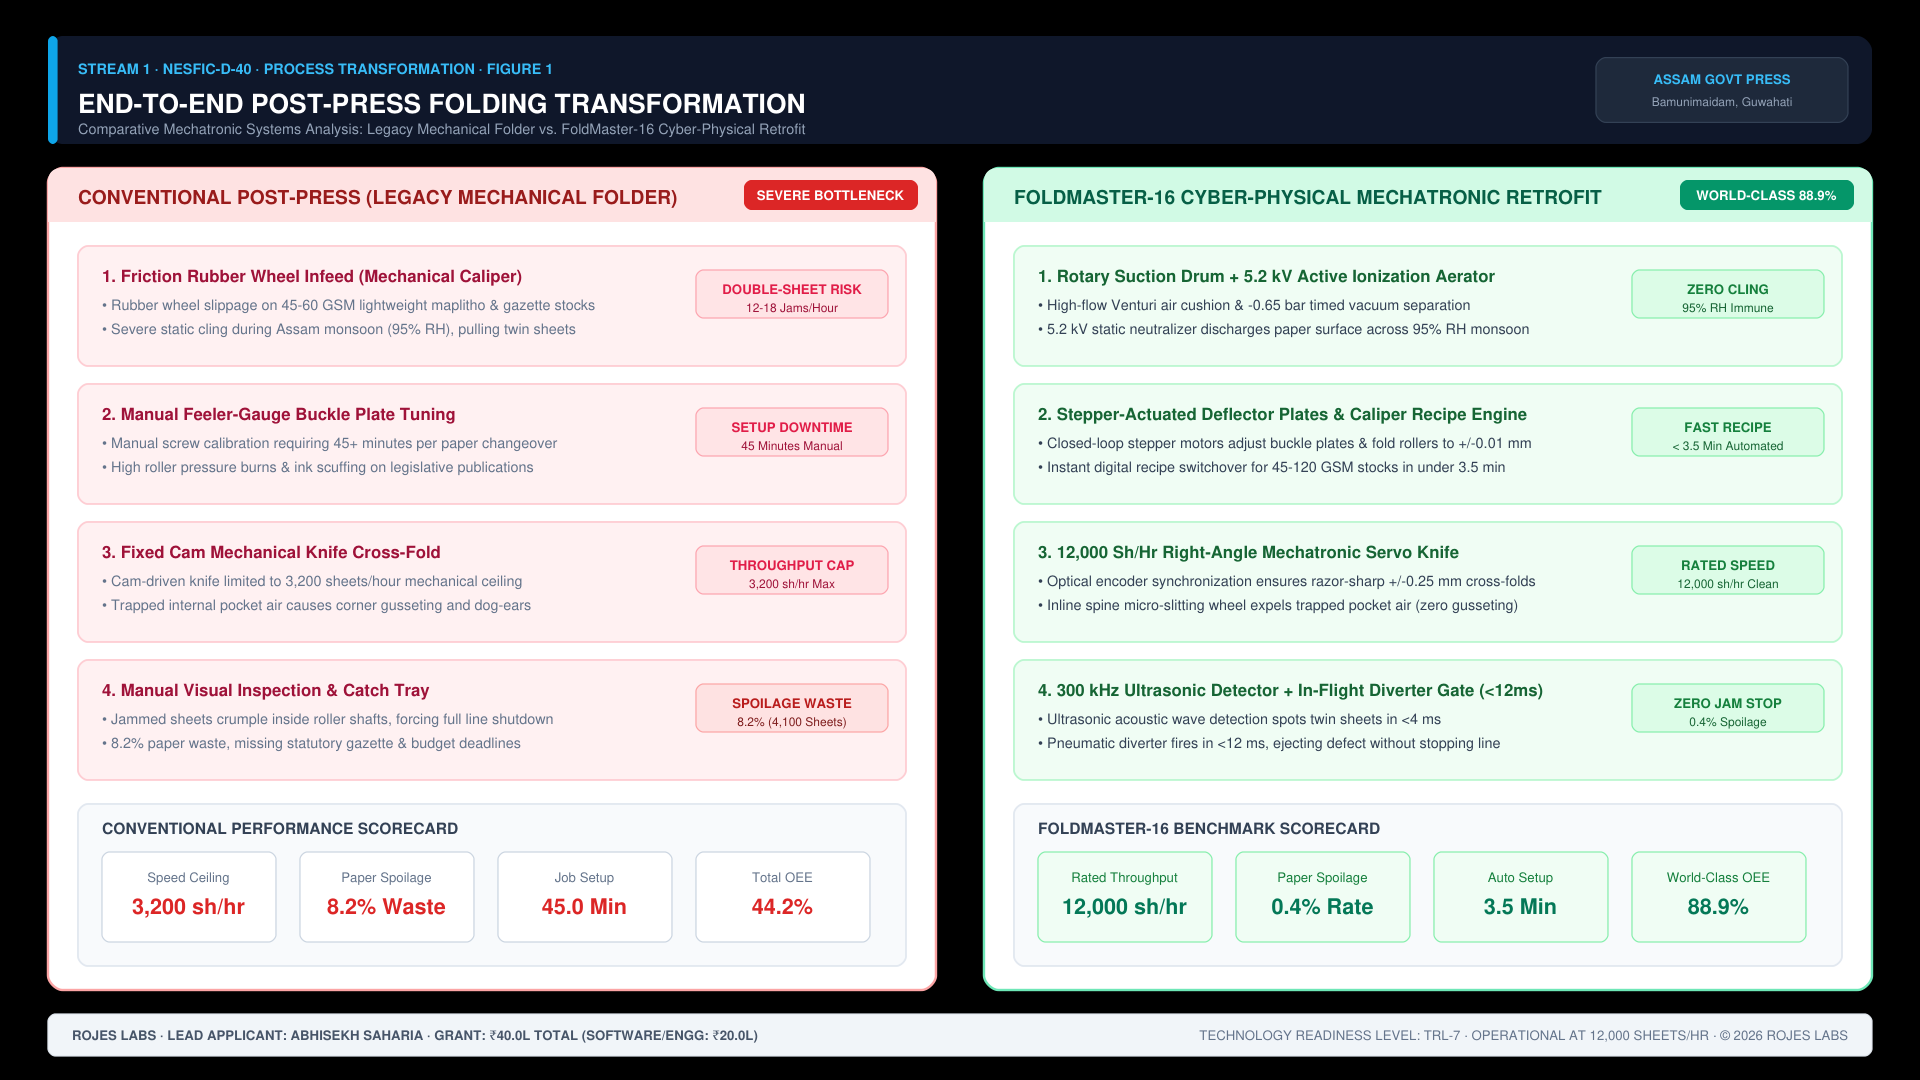 STREAM 1 · NESFIC-D-40 · PROCESS TRANSFORMATION · FIGURE 1
END-TO-END POST-PRESS FOLDING TRANSFORMATION
Comparative Mechatronic Systems Analysis: Legacy Mechanical Folder vs. FoldMaster-16 Cyber-Physical Retrofit
ASSAM GOVT PRESS
Bamunimaidam, Guwahati
CONVENTIONAL POST-PRESS (LEGACY MECHANICAL FOLDER)
SEVERE BOTTLENECK
1. Friction Rubber Wheel Infeed (Mechanical Caliper)
• Rubber wheel slippage on 45-60 GSM lightweight maplitho & gazette stocks
• Severe static cling during Assam monsoon (95% RH), pulling twin sheets
DOUBLE-SHEET RISK
12-18 Jams/Hour
2. Manual Feeler-Gauge Buckle Plate Tuning
• Manual screw calibration requiring 45+ minutes per paper changeover
• High roller pressure burns & ink scuffing on legislative publications
SETUP DOWNTIME
45 Minutes Manual
3. Fixed Cam Mechanical Knife Cross-Fold
• Cam-driven knife limited to 3,200 sheets/hour mechanical ceiling
• Trapped internal pocket air causes corner gusseting and dog-ears
THROUGHPUT CAP
3,200 sh/hr Max
4. Manual Visual Inspection & Catch Tray
• Jammed sheets crumple inside roller shafts, forcing full line shutdown
• 8.2% paper waste, missing statutory gazette & budget deadlines
SPOILAGE WASTE
8.2% (4,100 Sheets)
CONVENTIONAL PERFORMANCE SCORECARD
Speed Ceiling
3,200 sh/hr
Paper Spoilage
8.2% Waste
Job Setup
45.0 Min
Total OEE
44.2%
FOLDMASTER-16 CYBER-PHYSICAL MECHATRONIC RETROFIT
WORLD-CLASS 88.9%
1. Rotary Suction Drum + 5.2 kV Active Ionization Aerator
• High-flow Venturi air cushion & -0.65 bar timed vacuum separation
• 5.2 kV static neutralizer discharges paper surface across 95% RH monsoon
ZERO CLING
95% RH Immune
2. Stepper-Actuated Deflector Plates & Caliper Recipe Engine
• Closed-loop stepper motors adjust buckle plates & fold rollers to +/-0.01 mm
• Instant digital recipe switchover for 45-120 GSM stocks in under 3.5 min
FAST RECIPE
< 3.5 Min Automated
3. 12,000 Sh/Hr Right-Angle Mechatronic Servo Knife
• Optical encoder synchronization ensures razor-sharp +/-0.25 mm cross-folds
• Inline spine micro-slitting wheel expels trapped pocket air (zero gusseting)
RATED SPEED
12,000 sh/hr Clean
4. 300 kHz Ultrasonic Detector + In-Flight Diverter Gate (<12ms)
• Ultrasonic acoustic wave detection spots twin sheets in <4 ms
• Pneumatic diverter fires in <12 ms, ejecting defect without stopping line
ZERO JAM STOP
0.4% Spoilage
FOLDMASTER-16 BENCHMARK SCORECARD
Rated Throughput
12,000 sh/hr
Paper Spoilage
0.4% Rate
Auto Setup
3.5 Min
World-Class OEE
88.9%
ROJES LABS · LEAD APPLICANT: ABHISEKH SAHARIA · GRANT: ₹40.0L TOTAL (SOFTWARE/ENGG: ₹20.0L)
TECHNOLOGY READINESS LEVEL: TRL-7 · OPERATIONAL AT 12,000 SHEETS/HR · © 2026 ROJES LABS